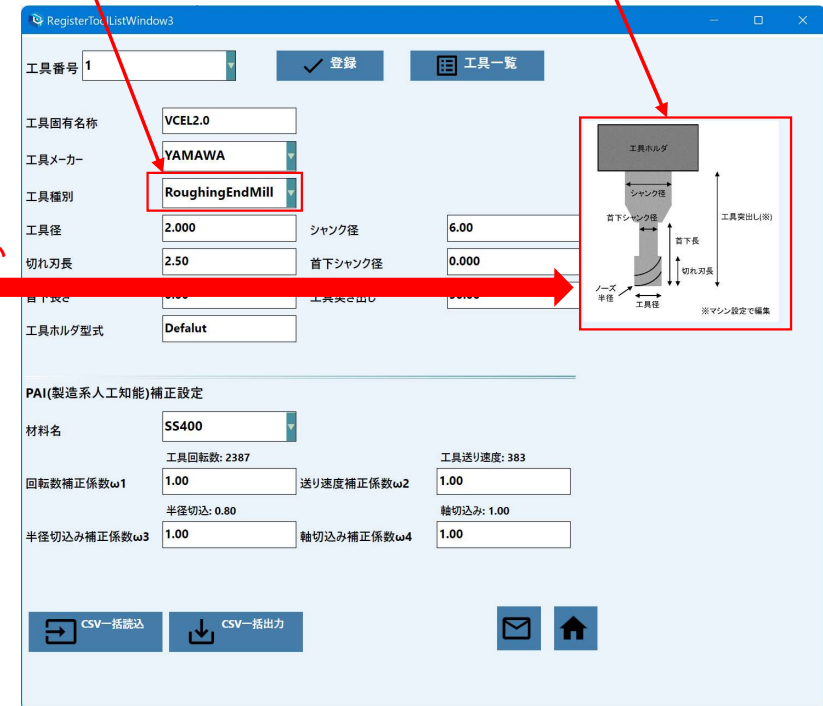 RegisterToolListWindow3
工具番号 1 登録 工具一覧
工具固有名称 VCEL2.0
工具メーカー YAMAWA
工具種別 RoughingEndMill
工具径 2.000 シャンク径 6.00
切れ刃長 2.50 首下シャンク径 0.000
首下長さ 工具突き出し
工具ホルダ型式 Defalut
工具ホルダ
シャンク径
首下シャンク径
工具突出し(※)
首下長
切れ刃長
ノーズ
半径
工具径
※マシン設定で編集
PAI(製造系人工知能)補正設定
材料名 SS400
工具回転数: 2387 工具送り速度: 383
回転数補正係数ω1 1.00 送り速度補正係数ω2 1.00
半径切込: 0.80 軸切込み: 1.00
半径切込み補正係数ω3 1.00 軸切込み補正係数ω4 1.00
CSV一括読込 CSV一括出力